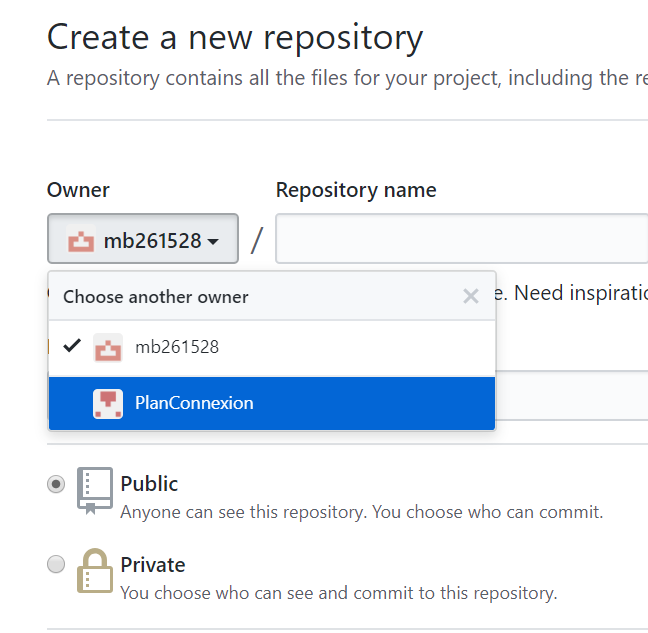 Create a new repository
A repository contains all the files for your project, including the re
Owner
Repository name
mb261528
/
Choose another owner
e. Need inspiratio
mb261528
PlanConnexion
Public
Anyone can see this repository. You choose who can commit.
Private
You choose who can see and commit to this repository.